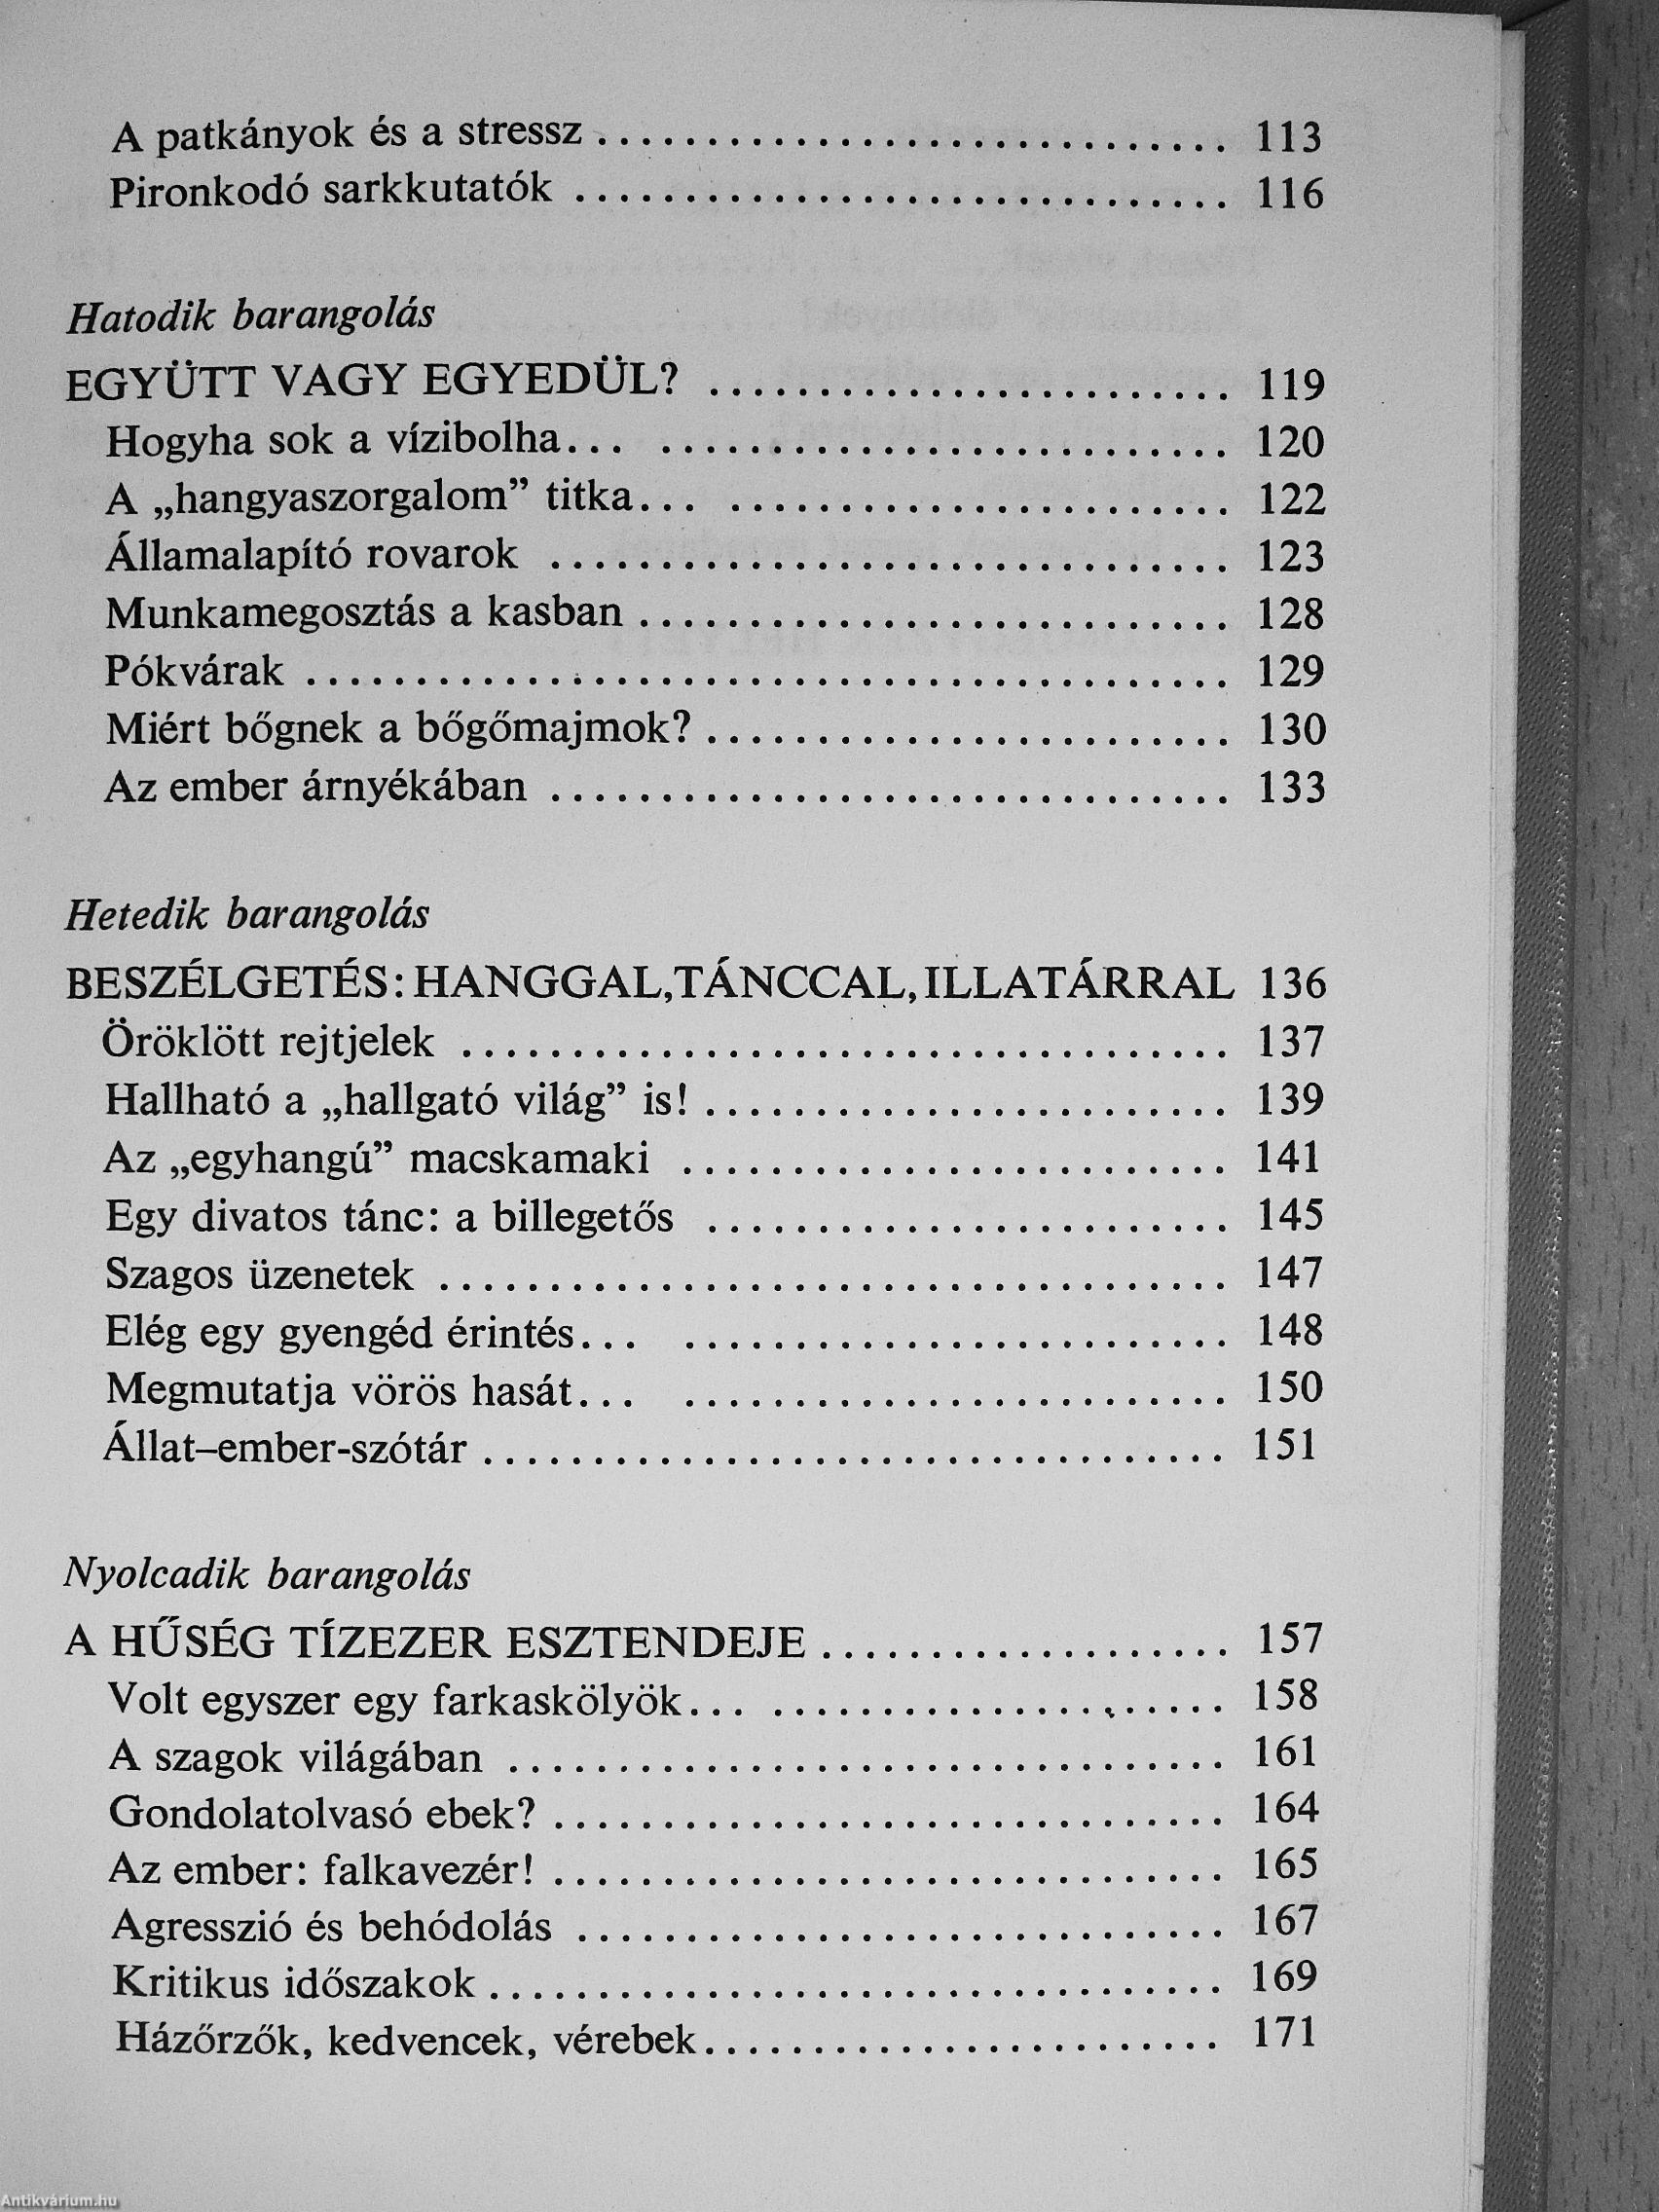 A patkányok és a stressz ............................. 113
Pironkodó sarkkutatók .............................. 116
Hatodik barangolás
EGYÜTT VAGY EGYEDÜL? ........................ 119
Hogyha sok a vízibolha... .......................... 120
A „hangyaszorgalom” titka... ....................... 122
Államalapító rovarok ............................... 123
Munkamegosztás a kasban ........................... 128
Pókvárak .......................................... 129
Miért bőgnek a bőgőmajmok? ........................ 130
Az ember árnyékában ............................... 133
Hetedik barangolás
BESZÉLGETÉS: HANGGAL, TÁNCCAL, ILLATÁRRAL 136
Öröklött rejtjelek ................................... 137
Hallható a „hallgató világ” is! ........................ 139
Az „egyhangú” macskamaki ......................... 141
Egy divatos tánc: a billegetős ........................ 145
Szagos üzenetek .................................... 147
Elég egy gyengéd érintés... ......................... 148
Megmutatja vörös hasát... ......................... 150
Állat–ember-szótár .................................. 151
Nyolcadik barangolás
A HŰSÉG TÍZEZER ESZTENDEJE ................... 157
Volt egyszer egy farkaskölyök... ..................... 158
A szagok világában ................................. 161
Gondolatolvasó ebek? ............................... 164
Az ember: falkavezér! ............................... 165
Agresszió és behódolás .............................. 167
Kritikus időszakok .................................. 169
Házőrzők, kedvencek, vérebek ........................ 171
Antikvárium.hu